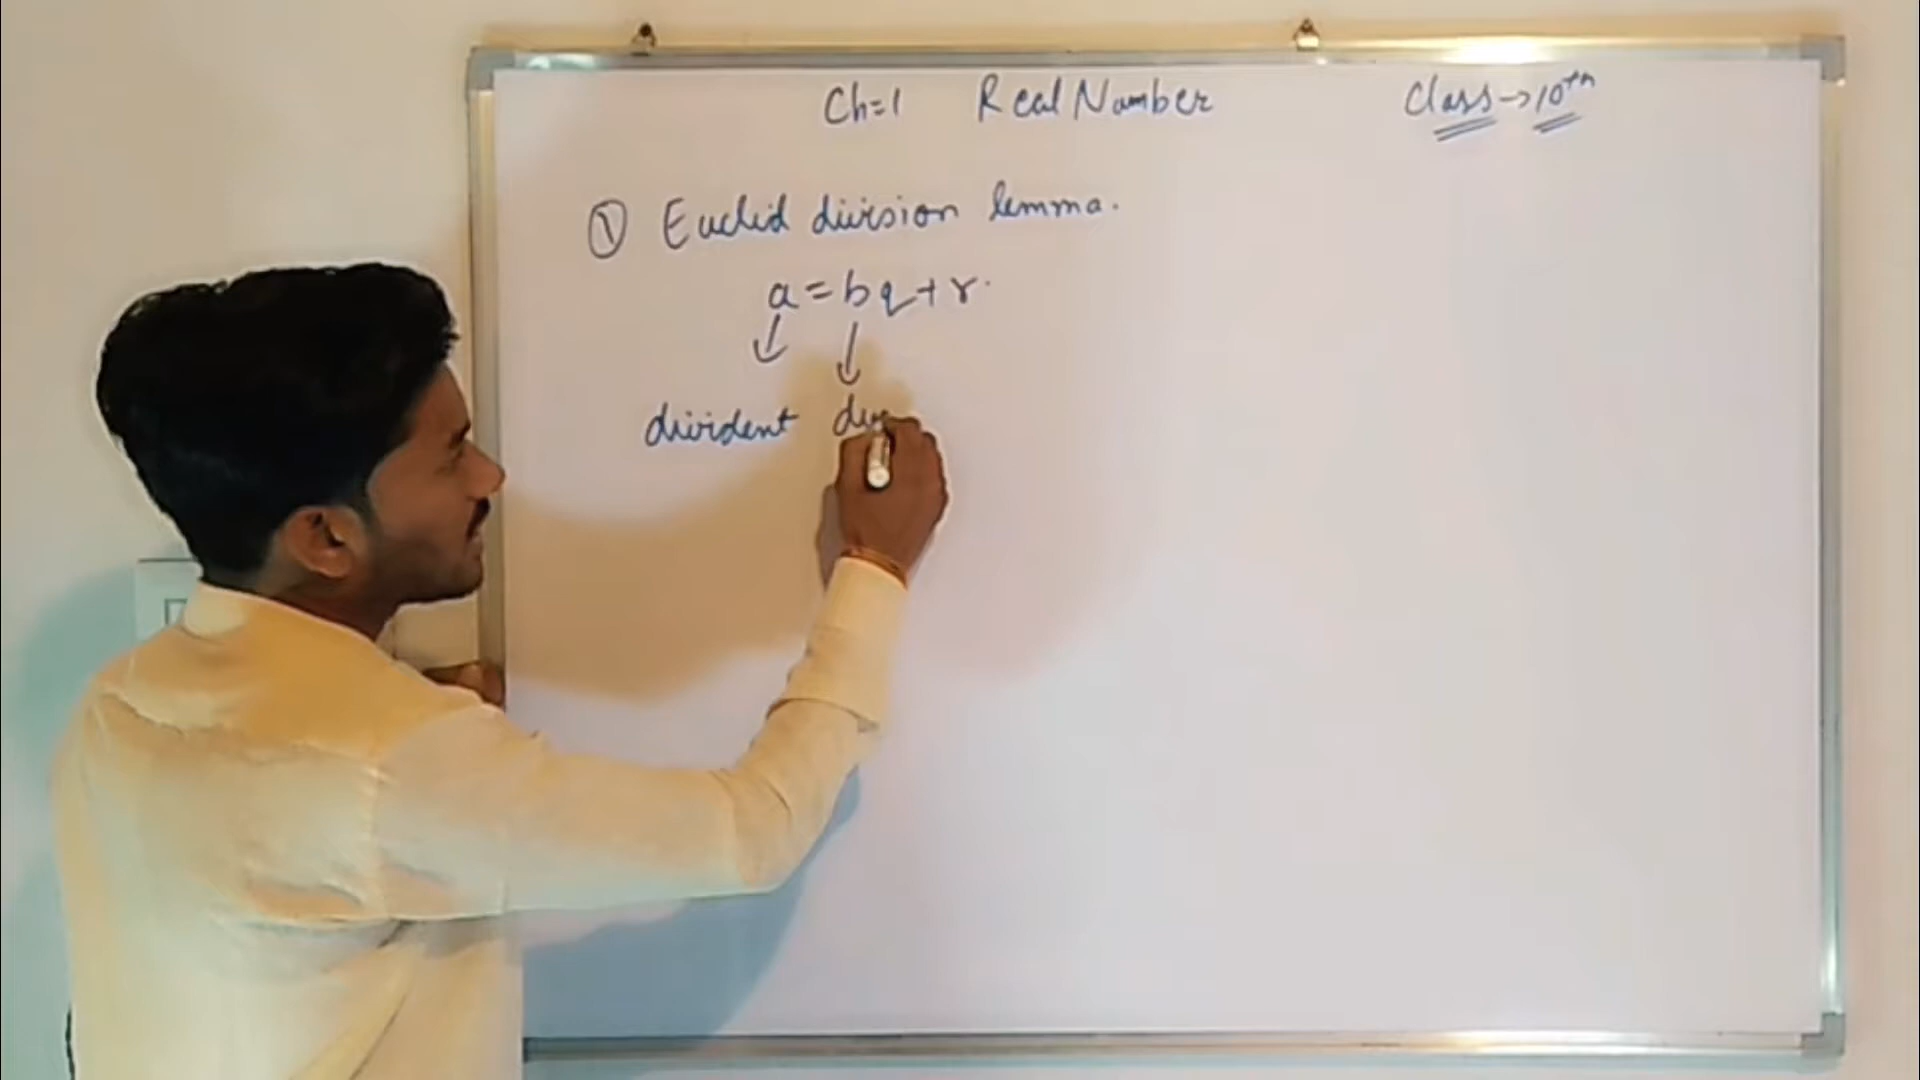 Ch=1 Real Number Class→10th
① Euclid division lemma.
a=bq+r.
divident